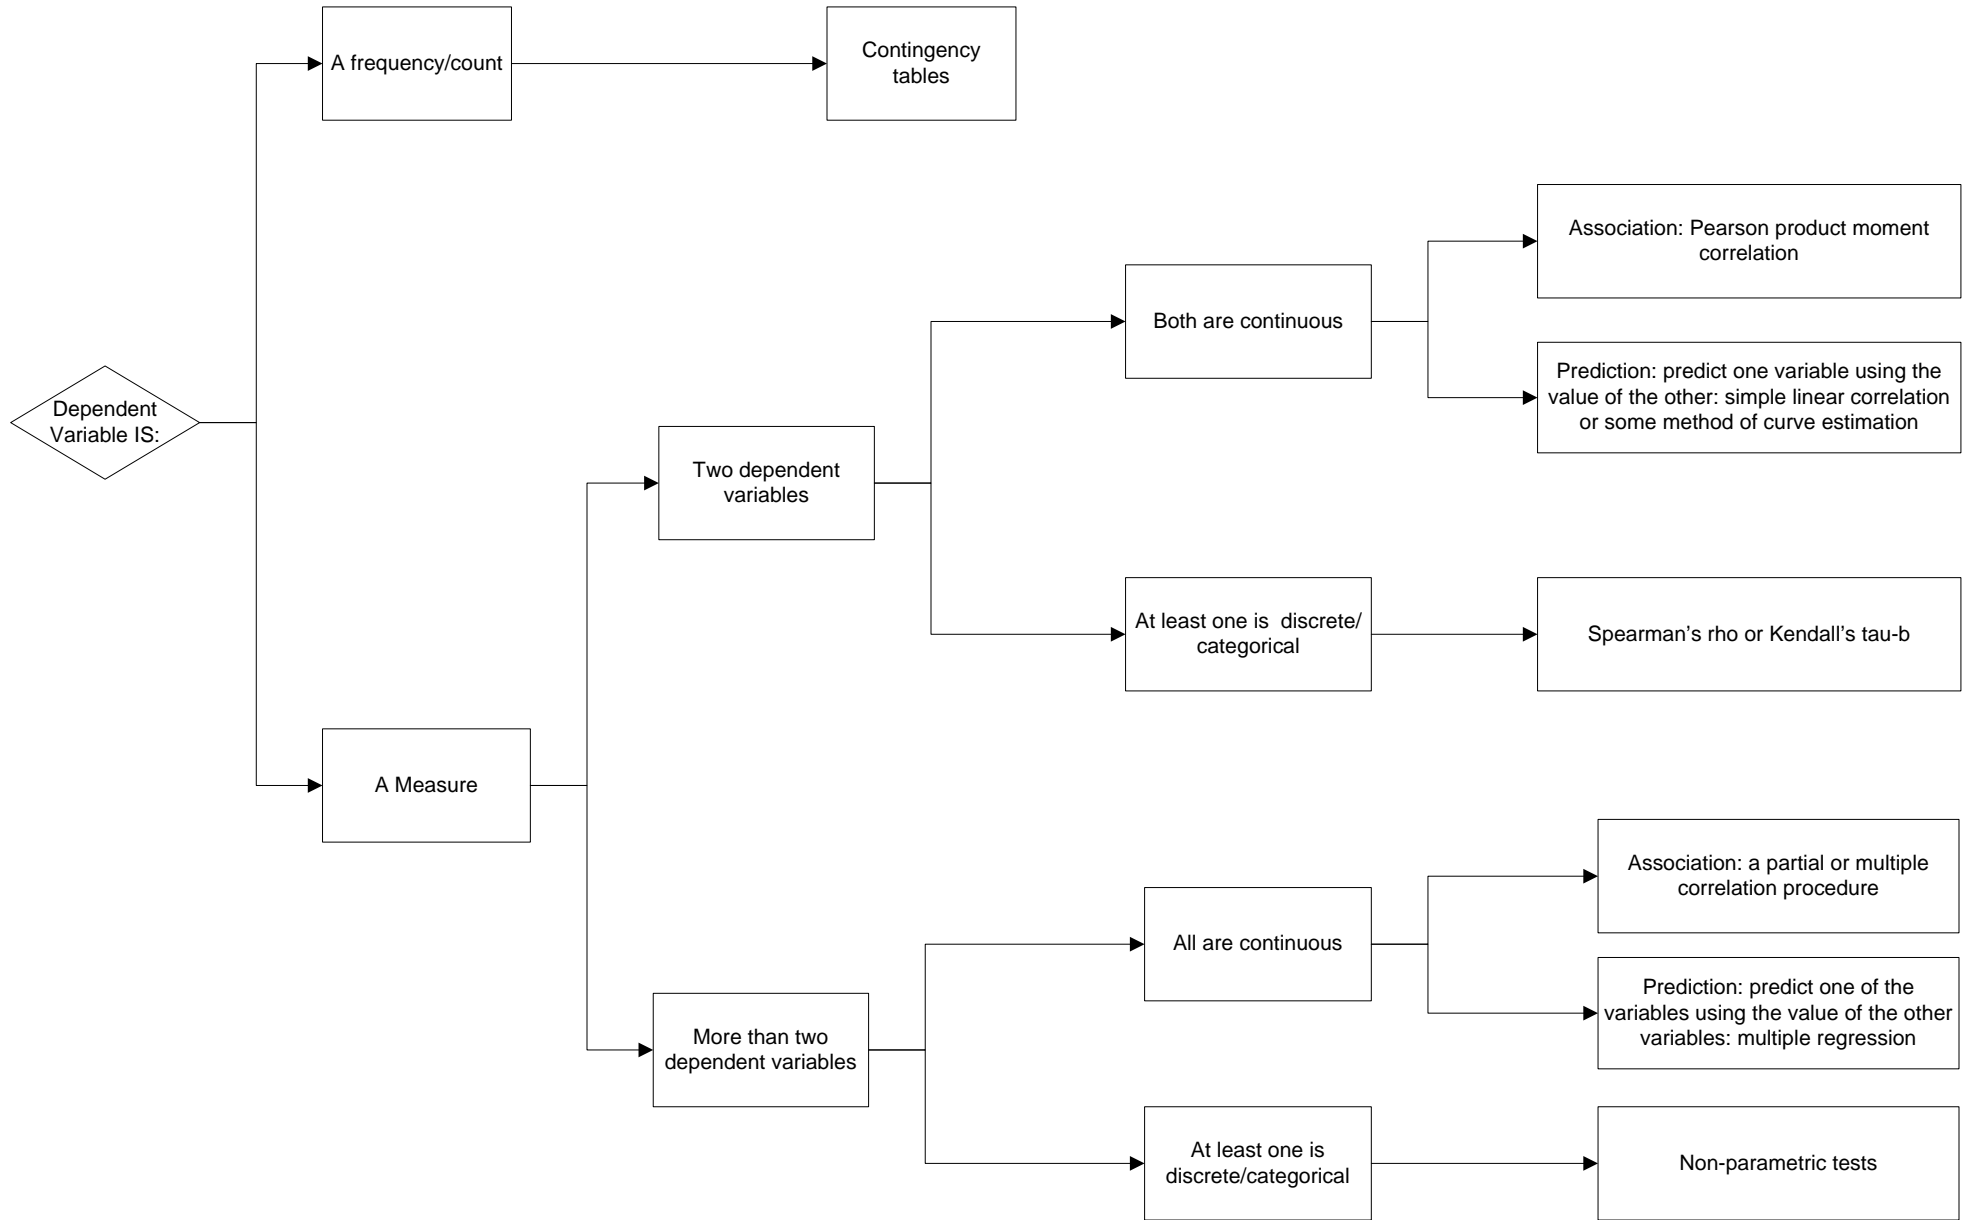 A frequency/count
Contingency
tables
Association: Pearson product moment
correlation
Both are continuous
Prediction: predict one variable using the
value of the other: simple linear correlation
or some method of curve estimation
Dependent
Variable IS:
Two dependent
variables
At least one is  discrete/
categorical
Spearman’s rho or Kendall’s tau-b
A Measure
Association: a partial or multiple
correlation procedure
All are continuous
Prediction: predict one of the
variables using the value of the other
variables: multiple regression
More than two
dependent variables
At least one is
discrete/categorical
Non-parametric tests